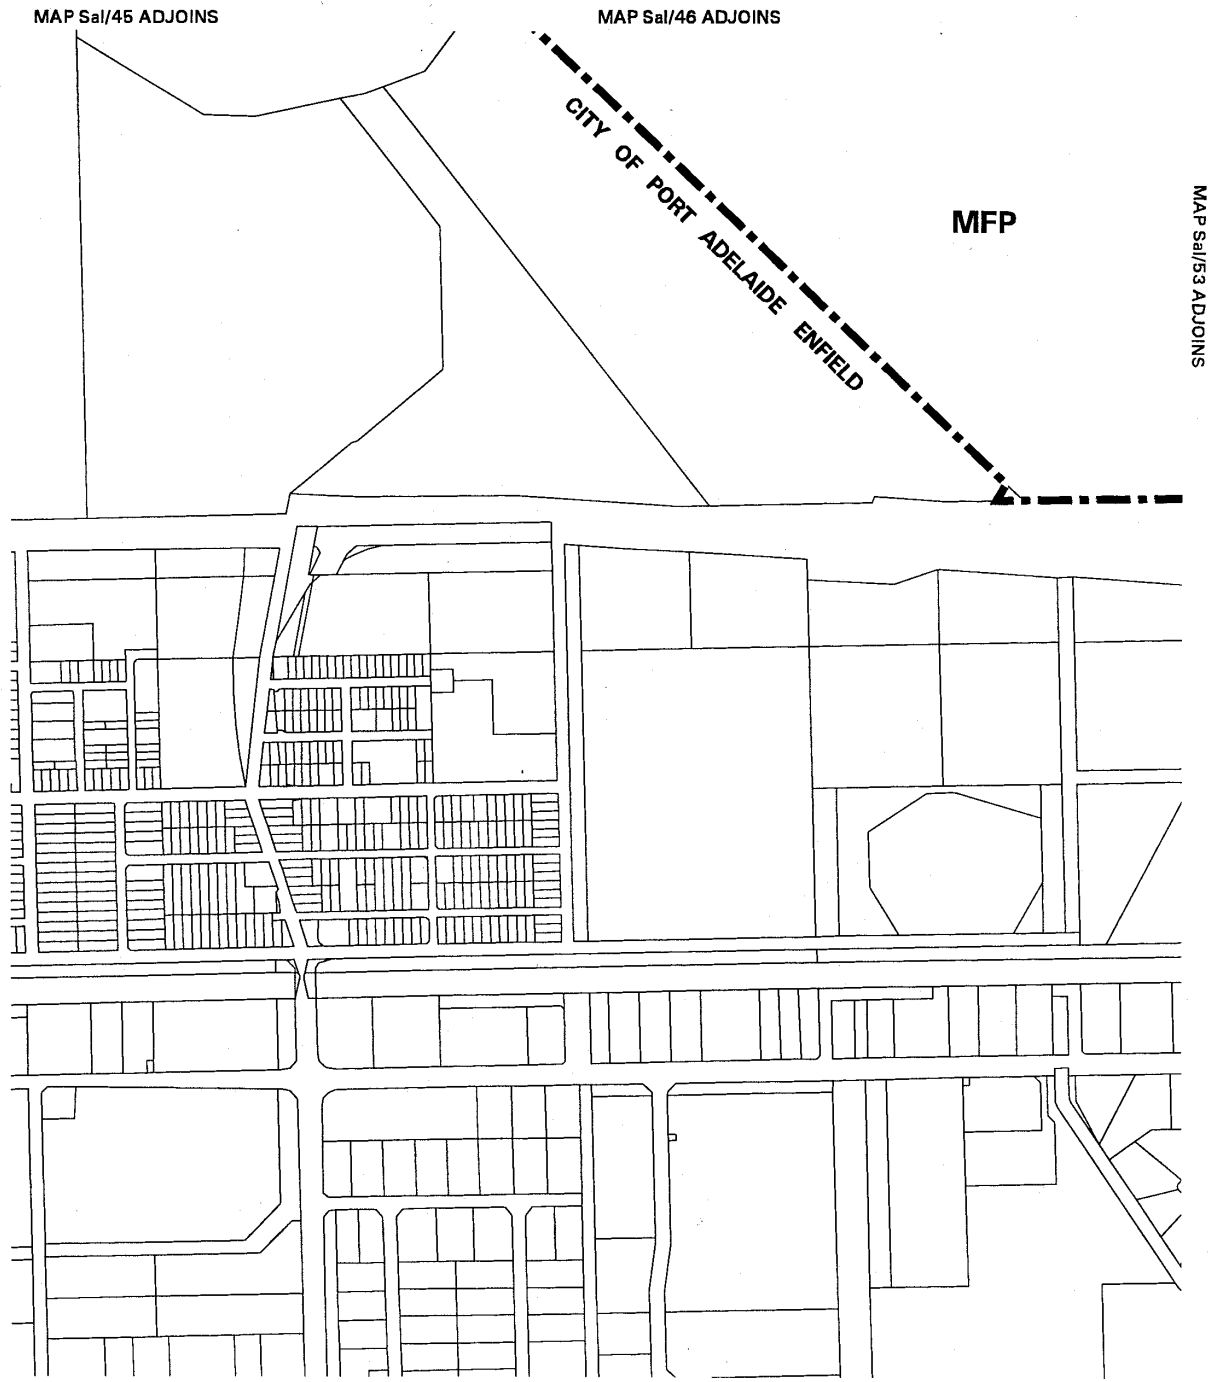 MAP Sal/45 ADJOINS
MAP Sal/46 ADJOINS
CITY OF PORT ADELAIDE ENFIELD
MFP
MAP Sal/53 ADJOINS